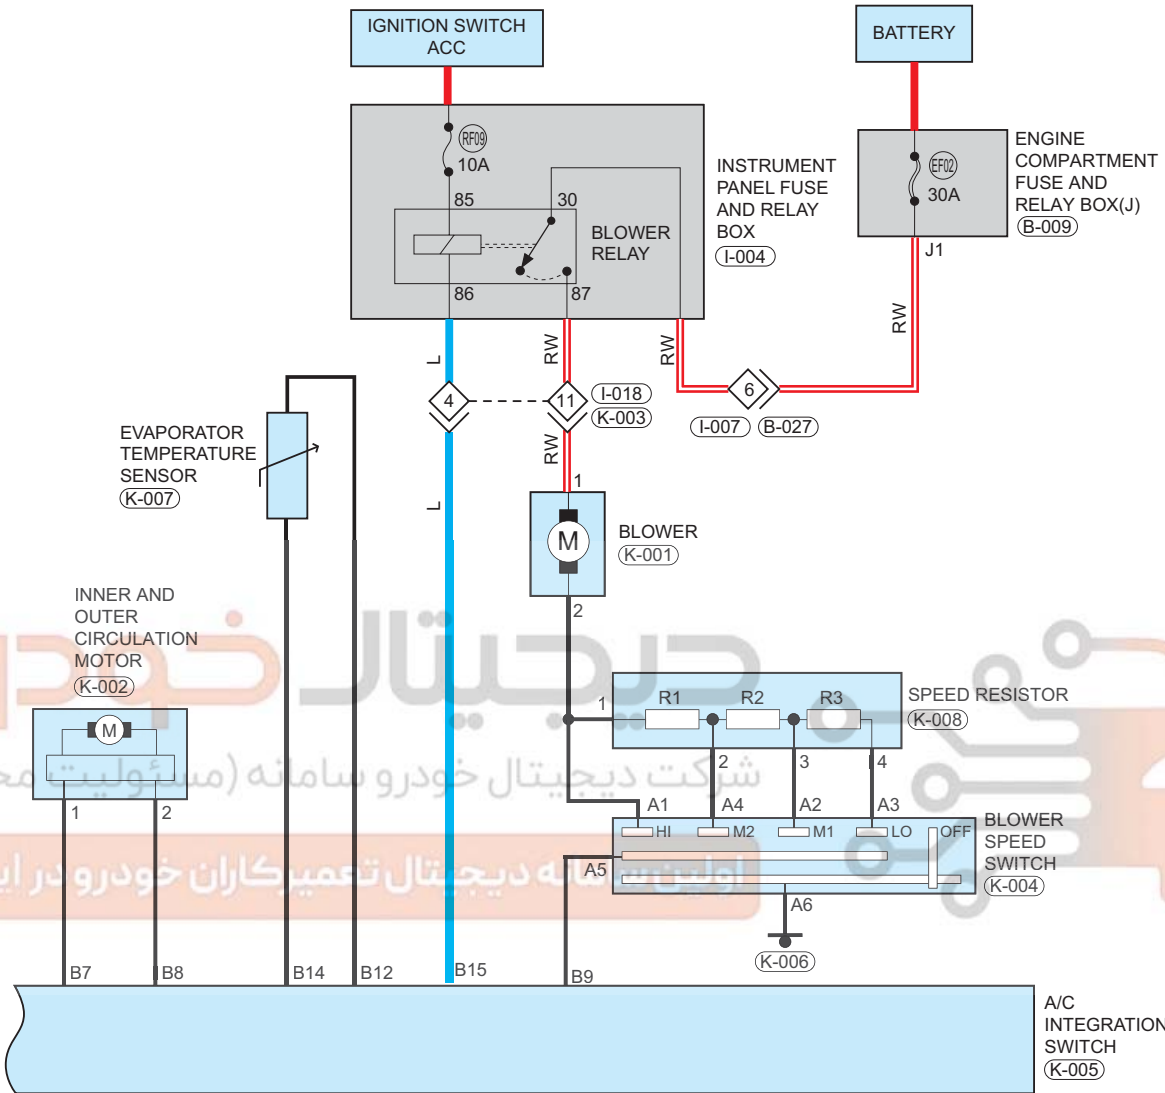 IGNITION SWITCH
ACC
BATTERY
RF09
10A
85
30
BLOWER
RELAY
86
87
INSTRUMENT
PANEL FUSE
AND RELAY
BOX
I-004
EF02
30A
ENGINE
COMPARTMENT
FUSE AND
RELAY BOX(J)
B-009
J1
RW
L
RW
RW
4
11
I-018
K-003
6
I-007
B-027
EVAPORATOR
TEMPERATURE
SENSOR
K-007
L
RW
1
M
BLOWER
K-001
2
INNER AND
OUTER
CIRCULATION
MOTOR
K-002
M
1
2
دیجیتال خودرو
شرکت دیجیتال خودرو سامانه (مسئولیت
1
R1
R2
R3
SPEED RESISTOR
K-008
2
3
4
A1
A4
A2
A3
HI
M2
M1
LO
OFF
BLOWER
SPEED
SWITCH
K-004
A5
A6
اولین سامانه دیجیتال تعمیرکاران خودرو در
K-006
B7
B8
B14
B12
B15
B9
A/C
INTEGRATION
SWITCH
K-005